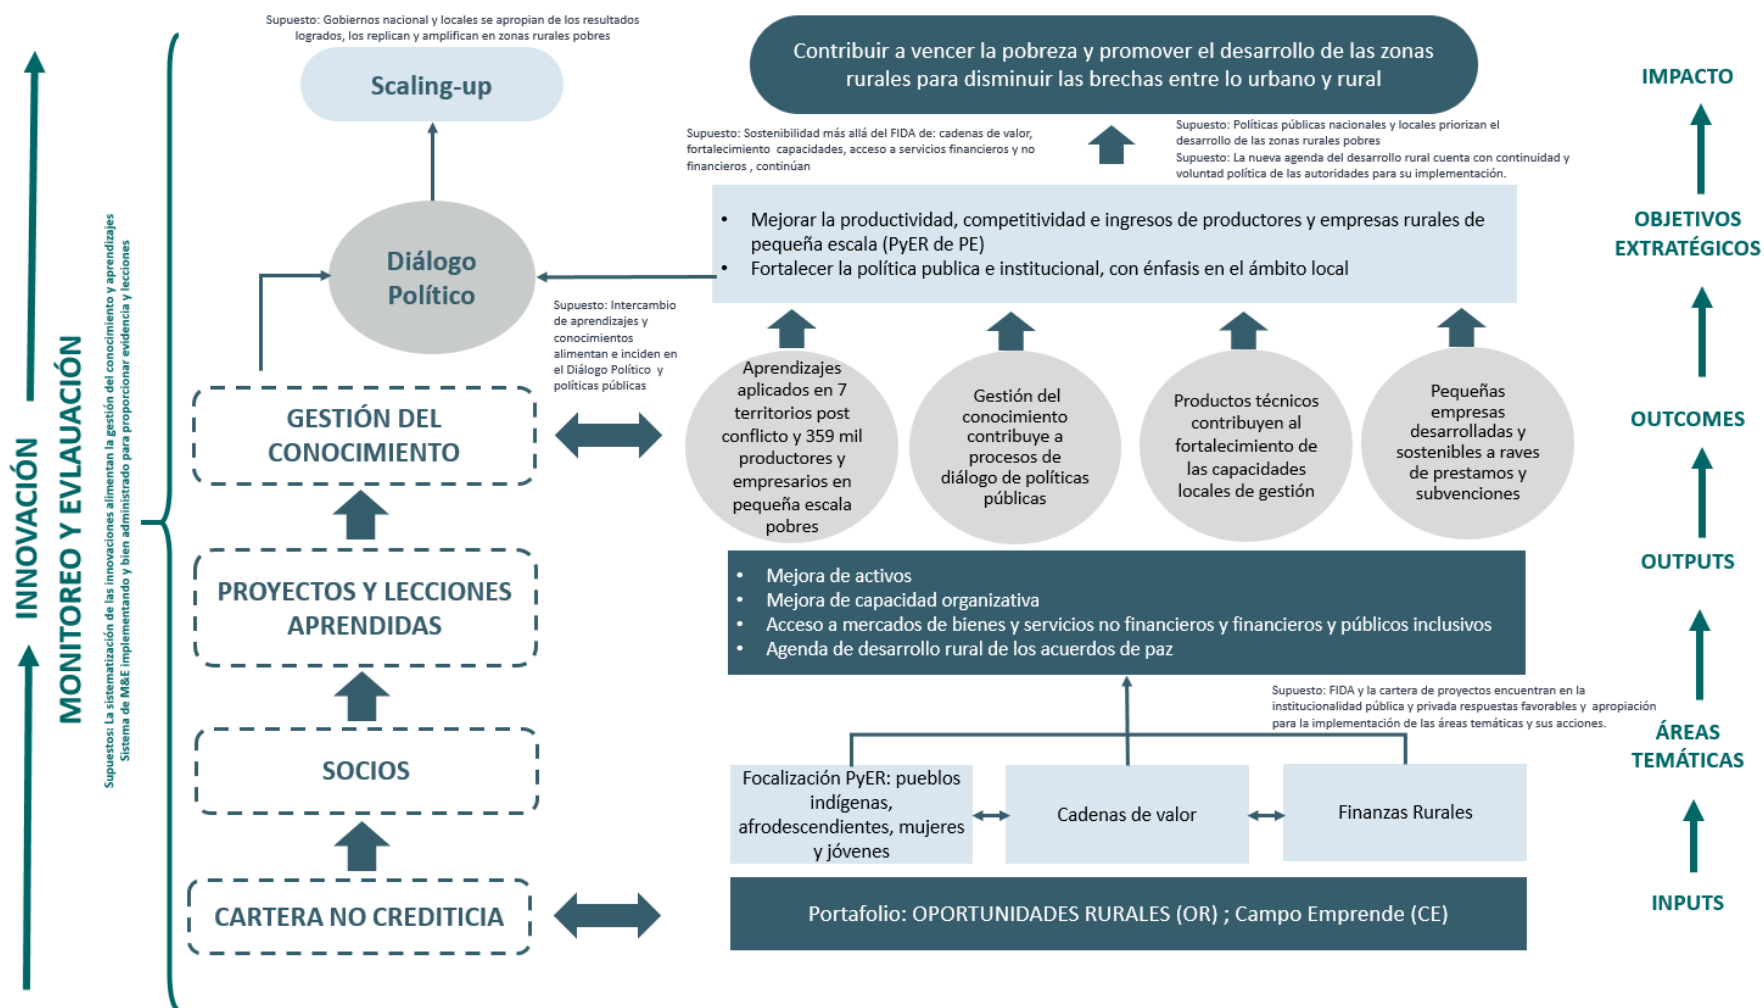 Supuesto: Gobiernos nacional y locales se apropian de los resultados
logrados, los replican y amplifican en zonas rurales pobres
Scaling-up
Contribuir a vencer la pobreza y promover el desarrollo de las zonas
rurales para disminuir las brechas entre lo urbano y rural
IMPACTO
Supuesto: Sostenibilidad más allá del FIDA de: cadenas de valor,
fortalecimiento capacidades, acceso a servicios financieros y no
financieros , continúan
Supuesto: Políticas públicas nacionales y locales priorizan el
desarrollo de las zonas rurales pobres
Supuesto: La nueva agenda del desarrollo rural cuenta con continuidad y
voluntad política de las autoridades para su implementación.
• Mejorar la productividad, competitividad e ingresos de productores y empresas rurales de
pequeña escala (PyER de PE)
• Fortalecer la política publica e institucional, con énfasis en el ámbito local
OBJETIVOS
EXTRATÉGICOS
Diálogo
Político
Supuesto: Intercambio
de aprendizajes y
conocimientos
alimentan e inciden en
el Diálogo Político y
políticas públicas
INNOVACIÓN
MONITOREO Y EVLAUACIÓN
Supuestos: La sistematización de las innovaciones alimentan la gestión del conocimiento y aprendizajes
Sistema de M&E implementando y bien administrado para proporcionar evidencia y lecciones
GESTIÓN DEL
CONOCIMIENTO
Aprendizajes
aplicados en 7
territorios post
conflicto y 359 mil
productores y
empresarios en
pequeña escala
pobres
Gestión del
conocimiento
contribuye a
procesos de
diálogo de políticas
públicas
Productos técnicos
contribuyen al
fortalecimiento de
las capacidades
locales de gestión
Pequeñas
empresas
desarrolladas y
sostenibles a raves
de prestamos y
subvenciones
OUTCOMES
PROYECTOS Y LECCIONES
APRENDIDAS
• Mejora de activos
• Mejora de capacidad organizativa
• Acceso a mercados de bienes y servicios no financieros y financieros y públicos inclusivos
• Agenda de desarrollo rural de los acuerdos de paz
OUTPUTS
Supuesto: FIDA y la cartera de proyectos encuentran en la
institucionalidad pública y privada respuestas favorables y apropiación
para la implementación de las áreas temáticas y sus acciones.
SOCIOS
Focalización PyER: pueblos
indígenas,
afrodescendientes, mujeres
y jóvenes
Cadenas de valor
Finanzas Rurales
ÁREAS
TEMÁTICAS
CARTERA NO CREDITICIA
Portafolio: OPORTUNIDADES RURALES (OR) ; Campo Emprende (CE)
INPUTS